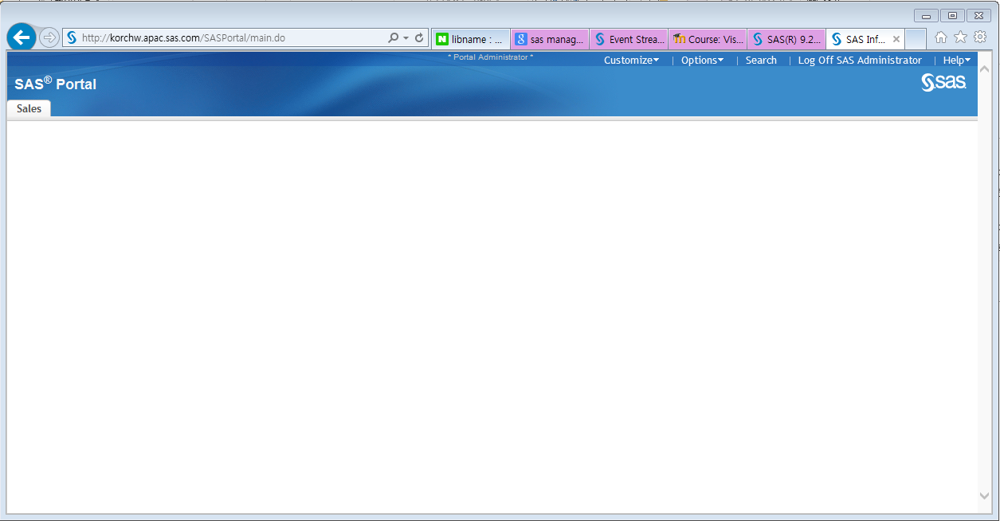 http://korchw.apac.sas.com/SASPortal/main.do
libname : ...
sas manag...
Event Strea...
Course: Vis...
SAS(R) 9.2...
SAS Inf...
* Portal Administrator *
Customize
Options
Search
Log Off SAS Administrator
Help
SAS® Portal
sas
Sales